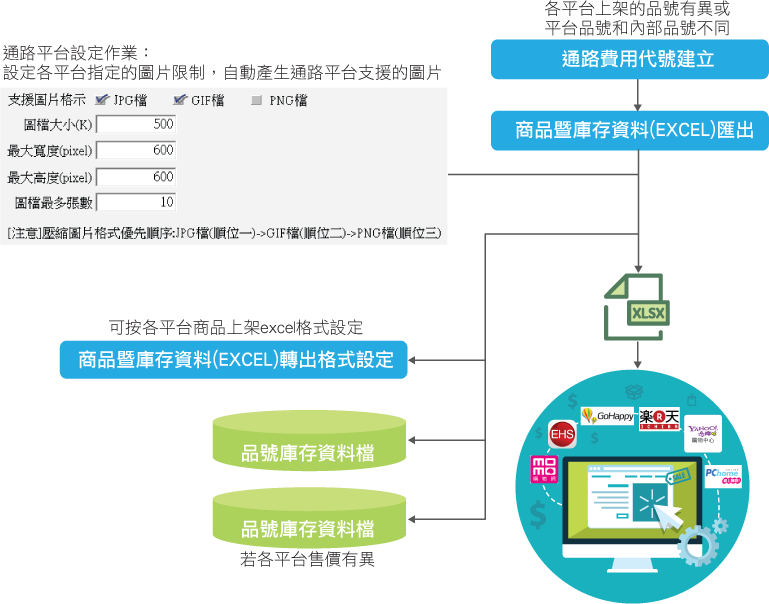 各平台上架的品號有異或
平台品號和內部品號不同
通路費用代號建立
商品暨庫存資料(EXCEL)匯出
通路平台設定作業：
設定各平台指定的圖片限制，自動產生通路平台支援的圖片
支援圖片格示 JPG檔 GIF檔 PNG檔
圖檔大小(K) 500
最大寬度(pixel) 600
最大高度(pixel) 600
圖檔最多張數 10
[注意]壓縮圖片格式優先順序:JPG檔(順位一)->GIF檔(順位二)->PNG檔(順位三)
XLSX
可按各平台商品上架excel格式設定
商品暨庫存資料(EXCEL)轉出格式設定
品號庫存資料檔
品號庫存資料檔
若各平台售價有異
GoHappy
楽R天
ICHIBA
EHS
YAHOO!
奇摩
購物中心
momo
購物網
PChome
SALE